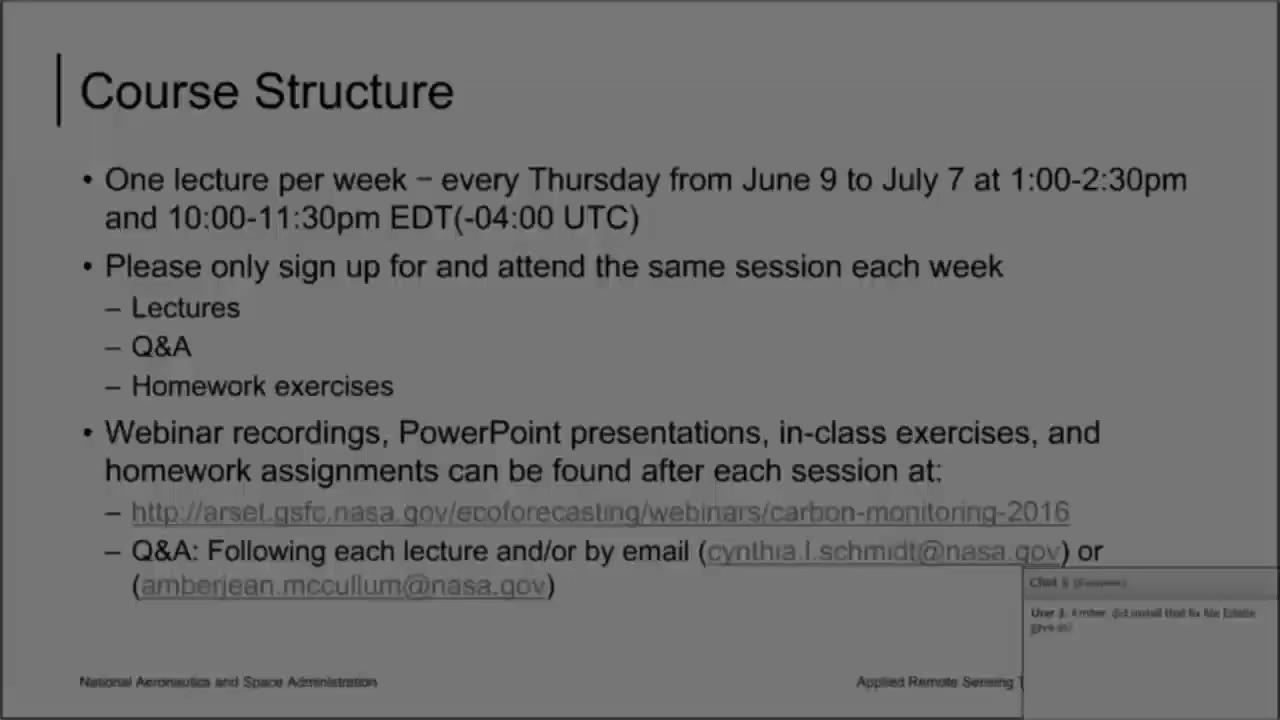 Course Structure
• One lecture per week − every Thursday from June 9 to July 7 at 1:00-2:30pm
and 10:00-11:30pm EDT(-04:00 UTC)
• Please only sign up for and attend the same session each week
– Lectures
– Q&A
– Homework exercises
• Webinar recordings, PowerPoint presentations, in-class exercises, and
homework assignments can be found after each session at:
– http://arset.gsfc.nasa.gov/ecoforecasting/webinars/carbon-monitoring-2016
– Q&A: Following each lecture and/or by email (cynthia.l.schmidt@nasa.gov) or
(amberjean.mccullum@nasa.gov)
National Aeronautics and Space Administration
Applied Remote Sensing T